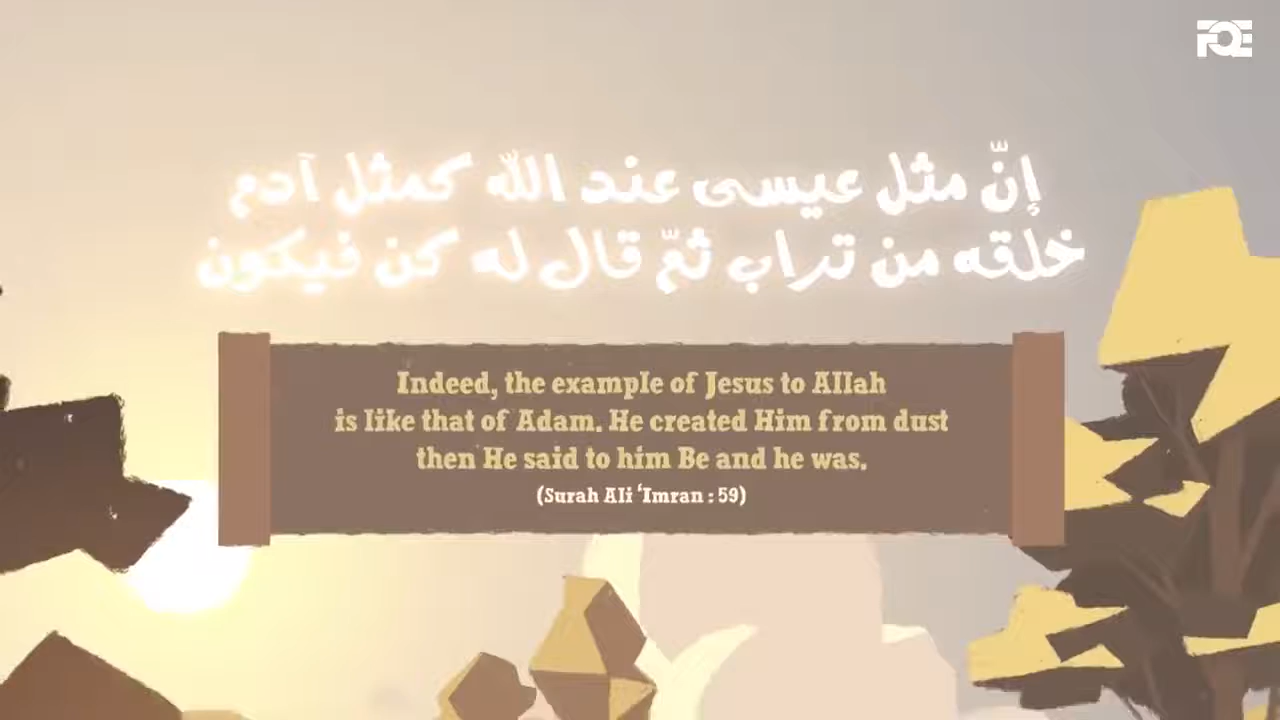 FQE
إنّ مثل عيسى عند اللّه كمثل آدم
خلقه من تراب ثمّ قال له كن فيكون
Indeed, the example of Jesus to Allah
is like that of Adam. He created Him from dust
then He said to him Be and he was.
(Surah Ali ‘Imran : 59)